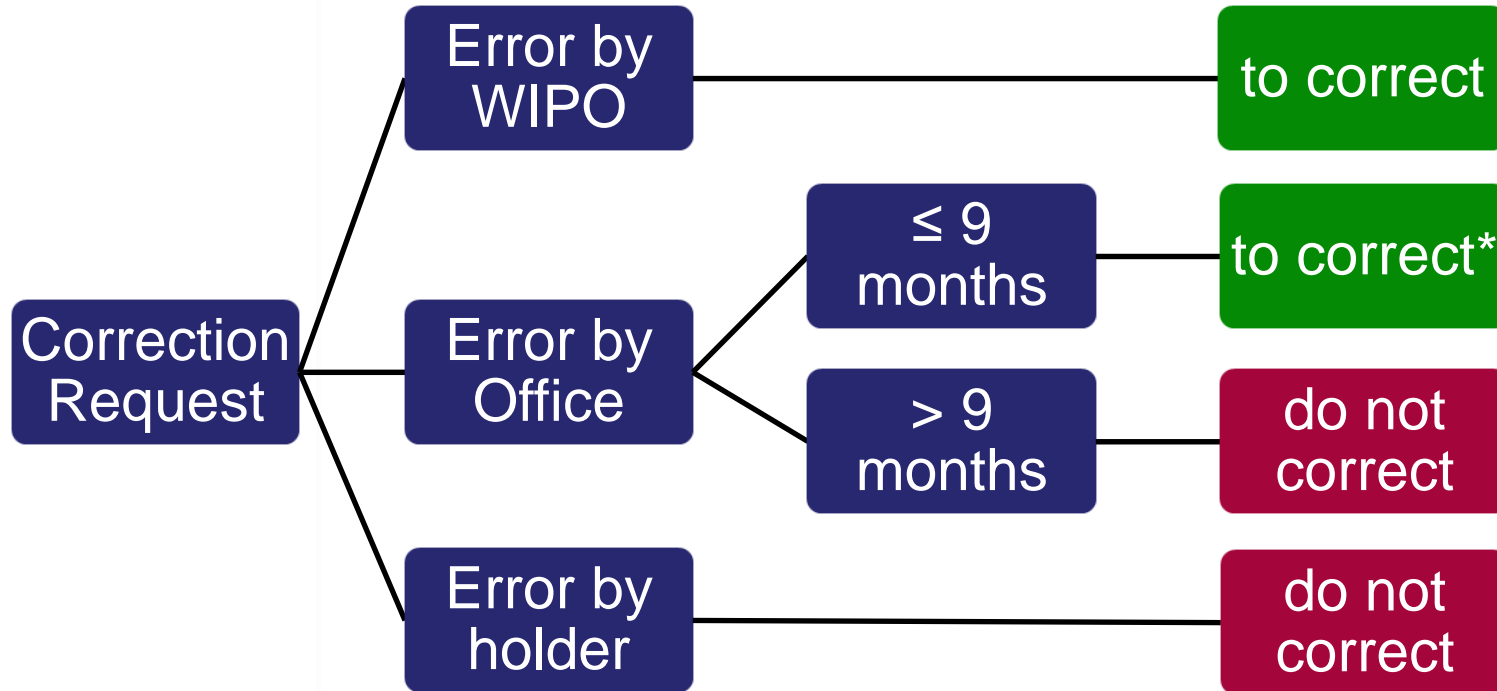 Correction
Request
Error by
WIPO
to correct
Error by
Office
≤ 9
months
to correct*
> 9
months
do not
correct
Error by
holder
do not
correct